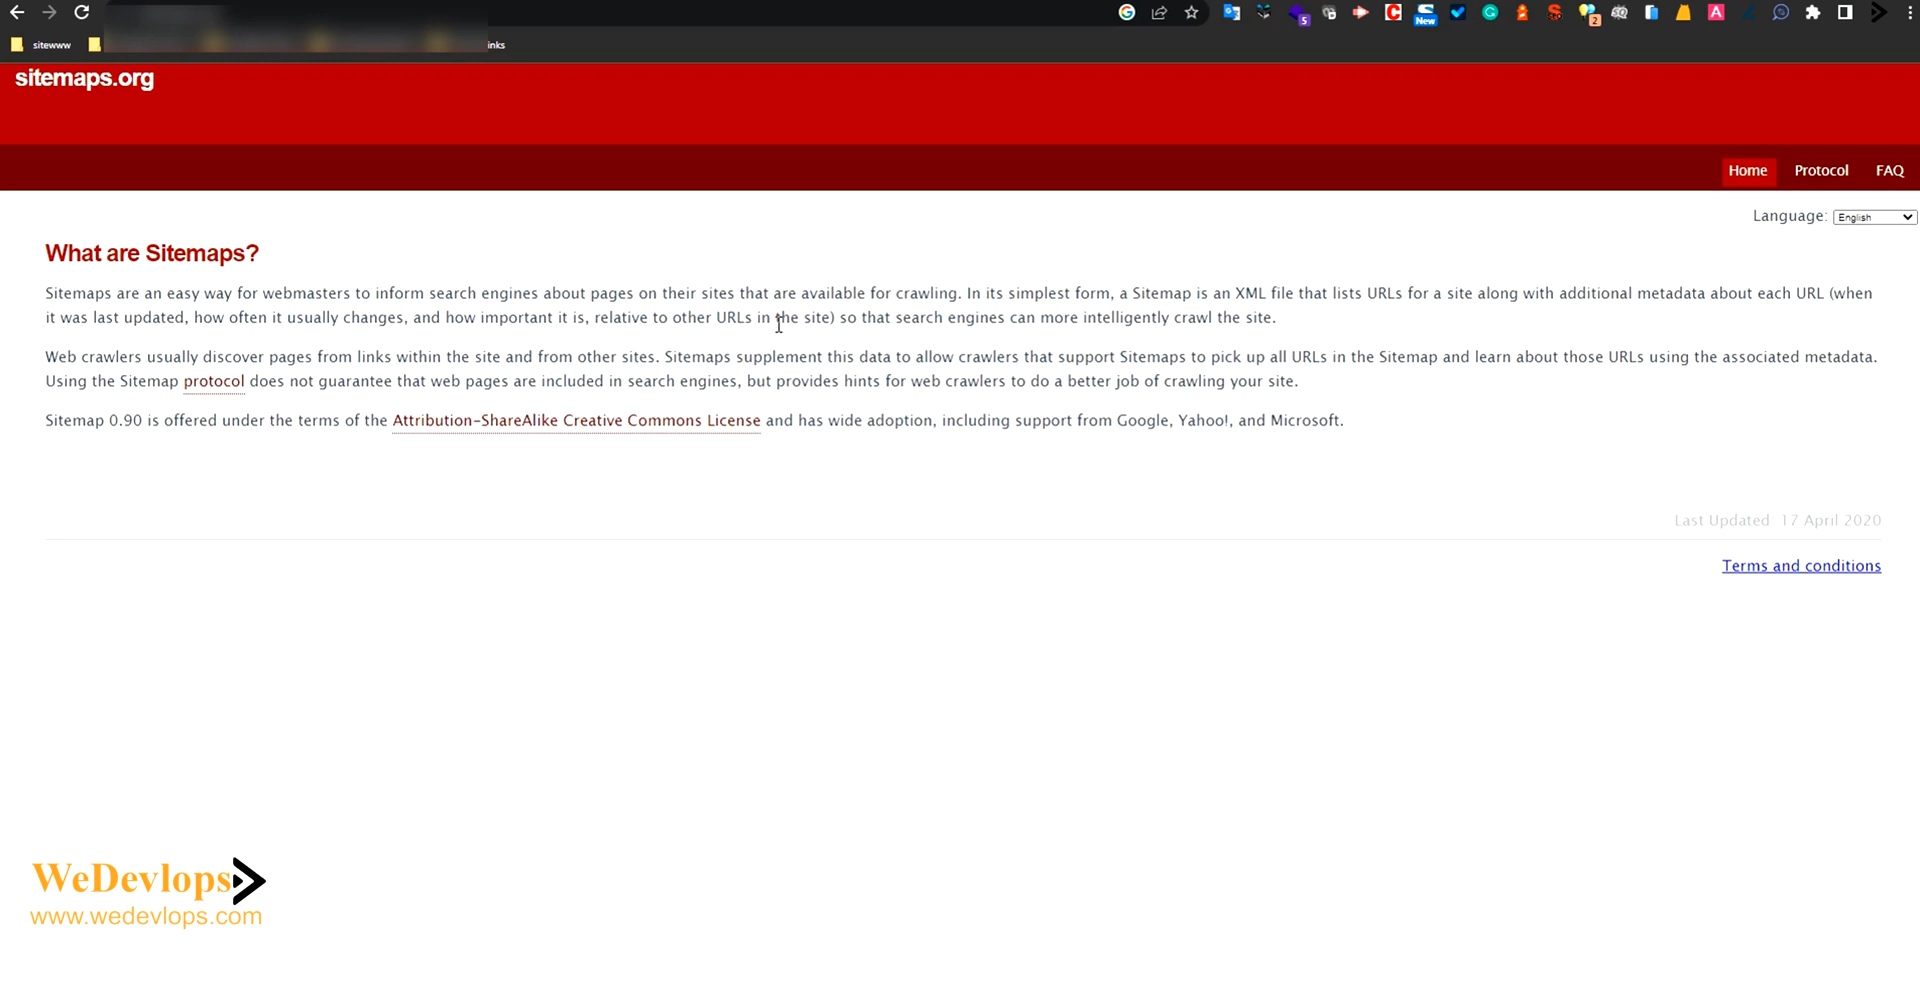 sitewww
inks
5
New
2
A
sitemaps.org
Home Protocol FAQ
Language: English
What are Sitemaps?
Sitemaps are an easy way for webmasters to inform search engines about pages on their sites that are available for crawling. In its simplest form, a Sitemap is an XML file that lists URLs for a site along with additional metadata about each URL (when
it was last updated, how often it usually changes, and how important it is, relative to other URLs in the site) so that search engines can more intelligently crawl the site.
Web crawlers usually discover pages from links within the site and from other sites. Sitemaps supplement this data to allow crawlers that support Sitemaps to pick up all URLs in the Sitemap and learn about those URLs using the associated metadata.
Using the Sitemap protocol does not guarantee that web pages are included in search engines, but provides hints for web crawlers to do a better job of crawling your site.
Sitemap 0.90 is offered under the terms of the Attribution-ShareAlike Creative Commons License and has wide adoption, including support from Google, Yahoo!, and Microsoft.
Last Updated 17 April 2020
Terms and conditions
WeDevlops
www.wedevlops.com